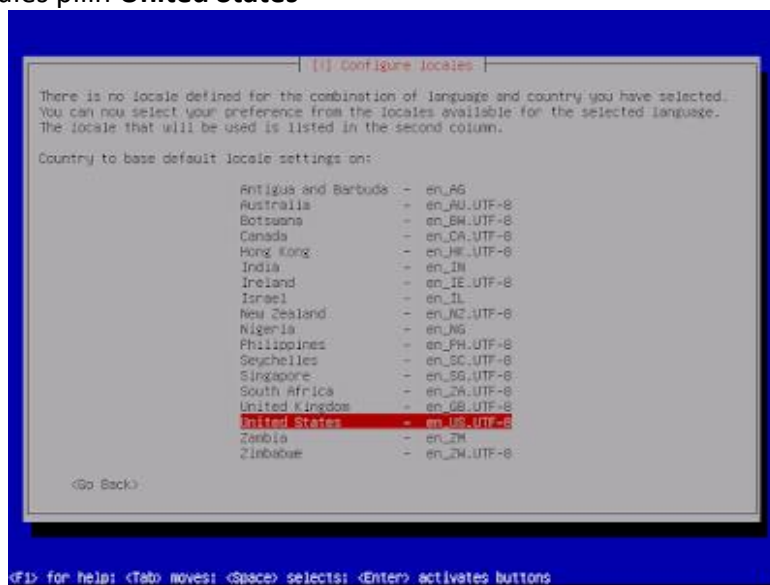 pilih United States
[!] Configure locales
There is no locale defined for the combination of language and country you have selected.
You can now select your preference from the locales available for the selected language.
The locale that will be used is listed in the second column.
Country to base default locale settings on:
Antigua and Barbuda - en_AG
Australia - en_AU.UTF-8
Botswana - en_BW.UTF-8
Canada - en_CA.UTF-8
Hong Kong - en_HK.UTF-8
India - en_IN
Ireland - en_IE.UTF-8
Israel - en_IL
New Zealand - en_NZ.UTF-8
Nigeria - en_NG
Philippines - en_PH.UTF-8
Seychelles - en_SC.UTF-8
Singapore - en_SG.UTF-8
South Africa - en_ZA.UTF-8
United Kingdom - en_GB.UTF-8
United States - en_US.UTF-8
Zambia - en_ZM
Zimbabwe - en_ZW.UTF-8
<Go Back>
<F1> for help; <Tab> moves; <Space> selects; <Enter> activates buttons